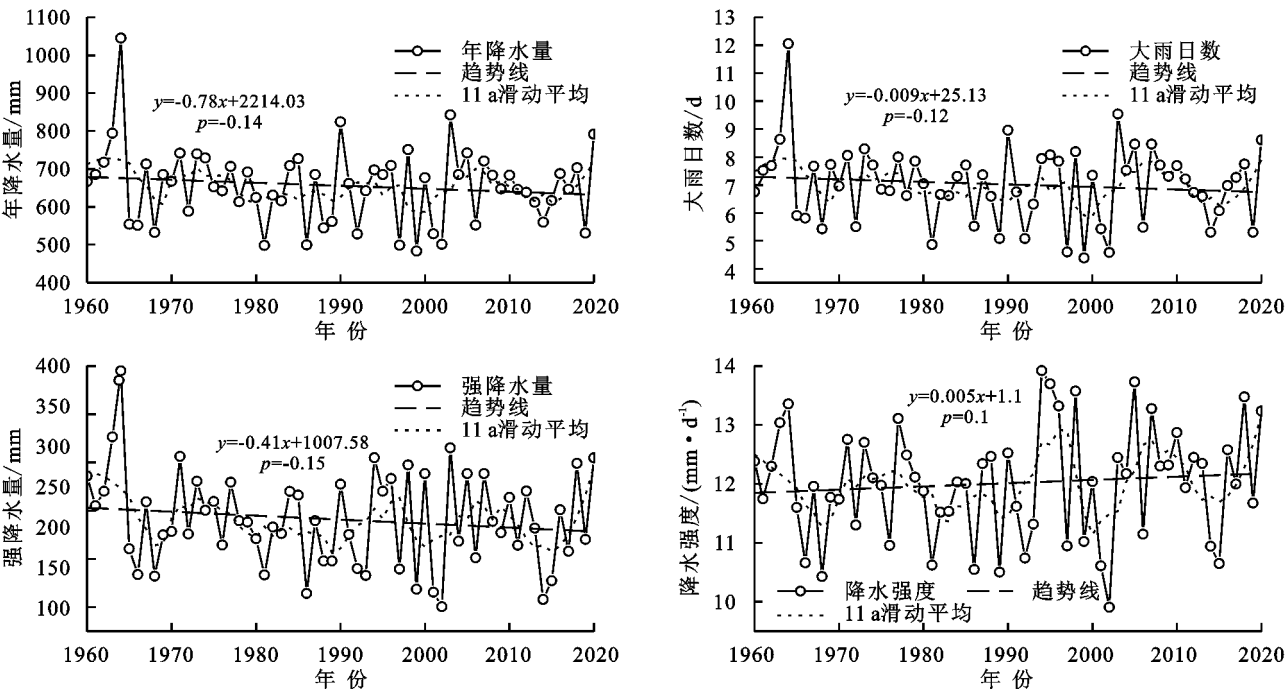 1100
1000
900
800
700
600
500
400
年降水量/mm
年降水量
趋势线
11 a滑动平均
y=-0.78x+2214.03
p=-0.14
1960 1970 1980 1990 2000 2010 2020
年 份
13
12
11
10
9
8
7
6
5
4
大雨日数/d
大雨日数
趋势线
11 a滑动平均
y=-0.009x+25.13
p=-0.12
1960 1970 1980 1990 2000 2010 2020
年 份
400
350
300
250
200
150
100
强降水量/mm
强降水量
趋势线
11 a滑动平均
y=-0.41x+1007.58
p=-0.15
1960 1970 1980 1990 2000 2010 2020
年 份
14
13
12
11
10
降水强度/(mm·d⁻¹)
y=0.005x+1.1
p=0.1
降水强度 趋势线
11 a滑动平均
1960 1970 1980 1990 2000 2010 2020
年 份